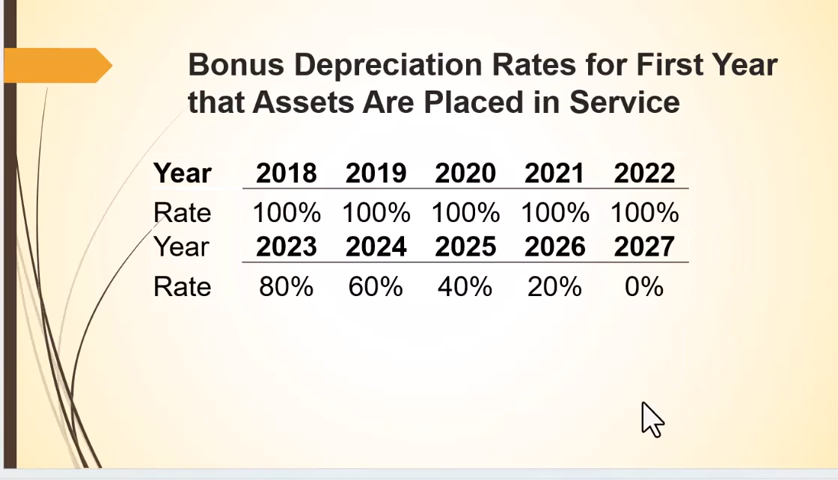 Bonus Depreciation Rates for First Year
that Assets Are Placed in Service
Year 2018 2019 2020 2021 2022
Rate 100% 100% 100% 100% 100%
Year 2023 2024 2025 2026 2027
Rate 80% 60% 40% 20% 0%